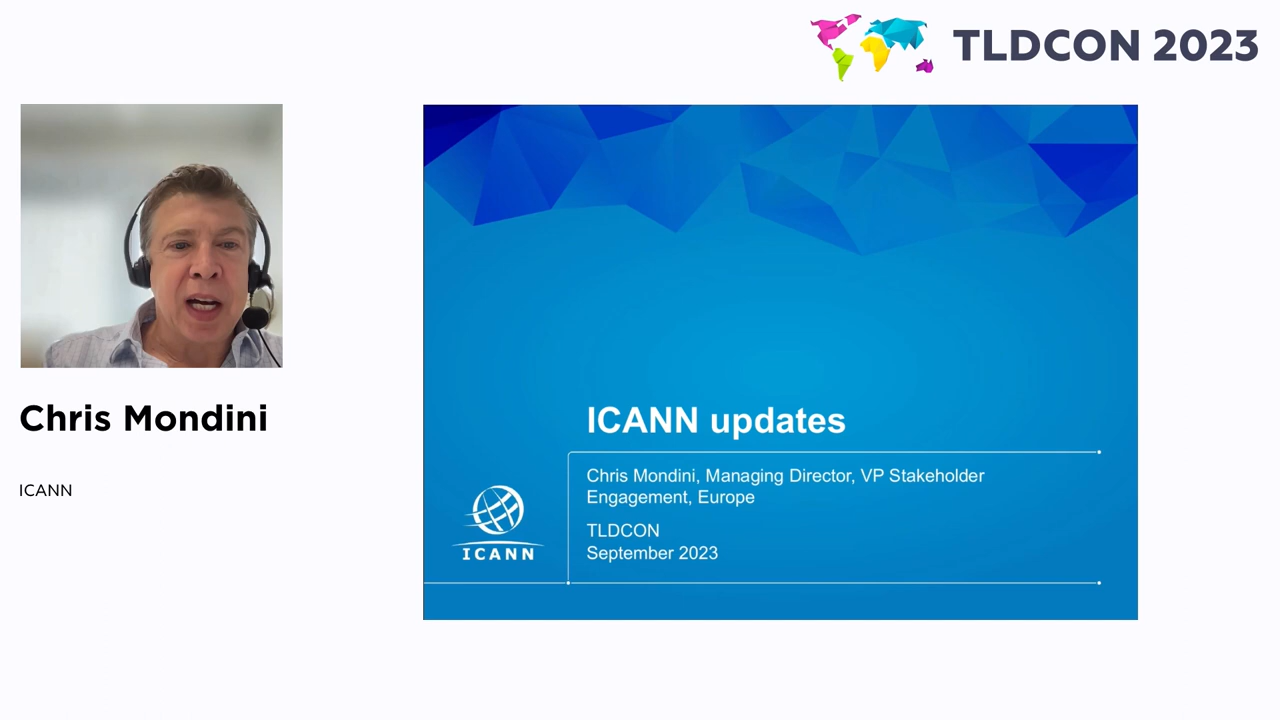 TLDCON 2023
Chris Mondini
ICANN
ICANN updates
Chris Mondini, Managing Director, VP Stakeholder
Engagement, Europe
TLDCON
September 2023
ICANN